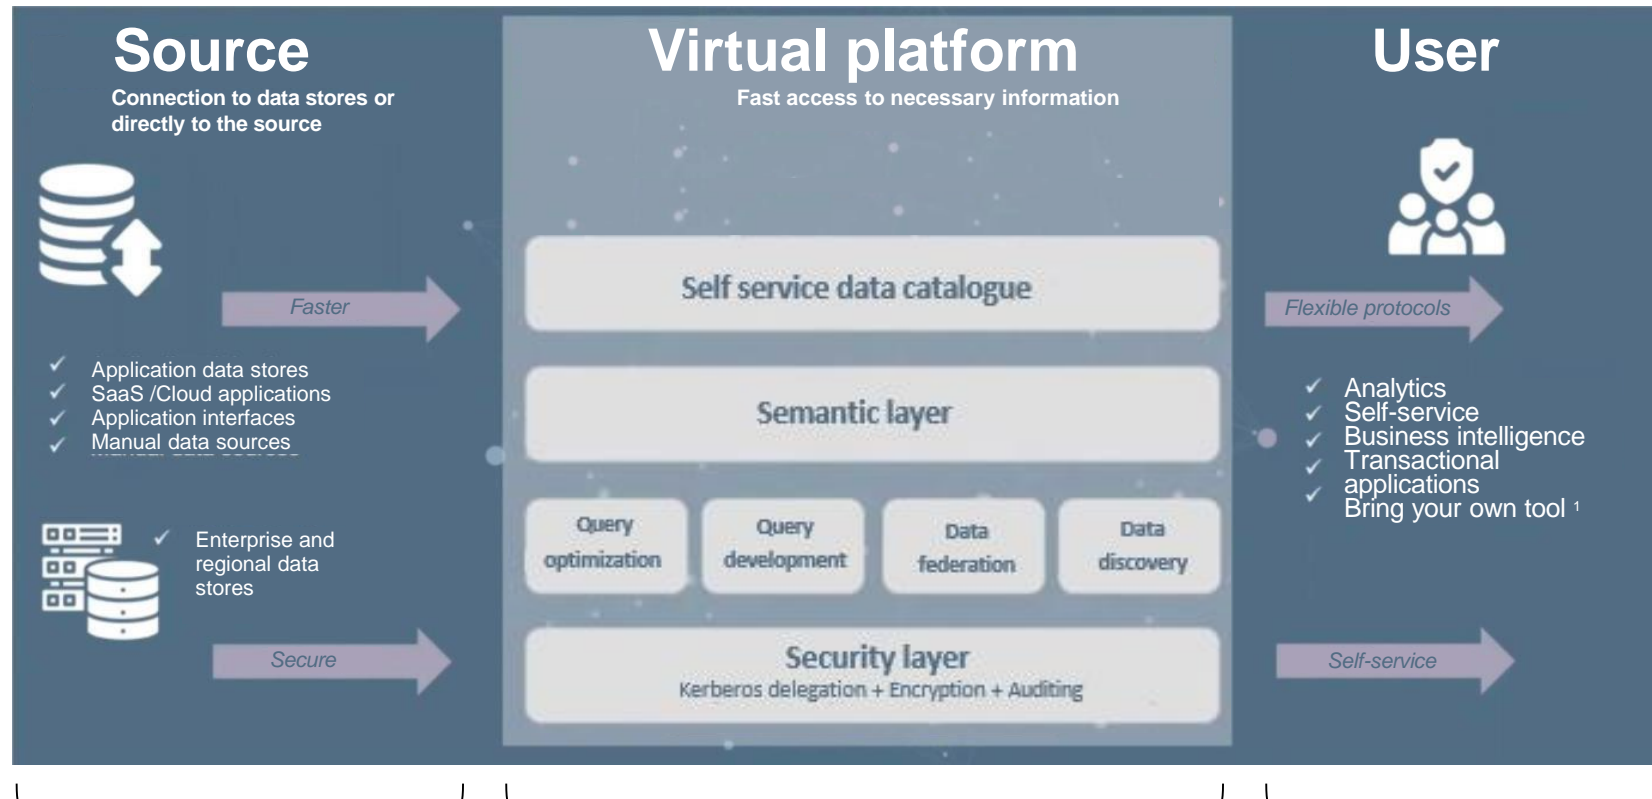 Source
Connection to data stores or
directly to the source
Faster
Application data stores
SaaS /Cloud applications
Application interfaces
Manual data sources
Enterprise and
regional data
stores
Secure
Virtual platform
Fast access to necessary information
Self service data catalogue
Semantic layer
Query
optimization
Query
development
Data
federation
Data
discovery
Security layer
Kerberos delegation + Encryption + Auditing
User
Flexible protocols
Analytics
Self-service
Business intelligence
Transactional
applications
Bring your own tool ¹
Self-service